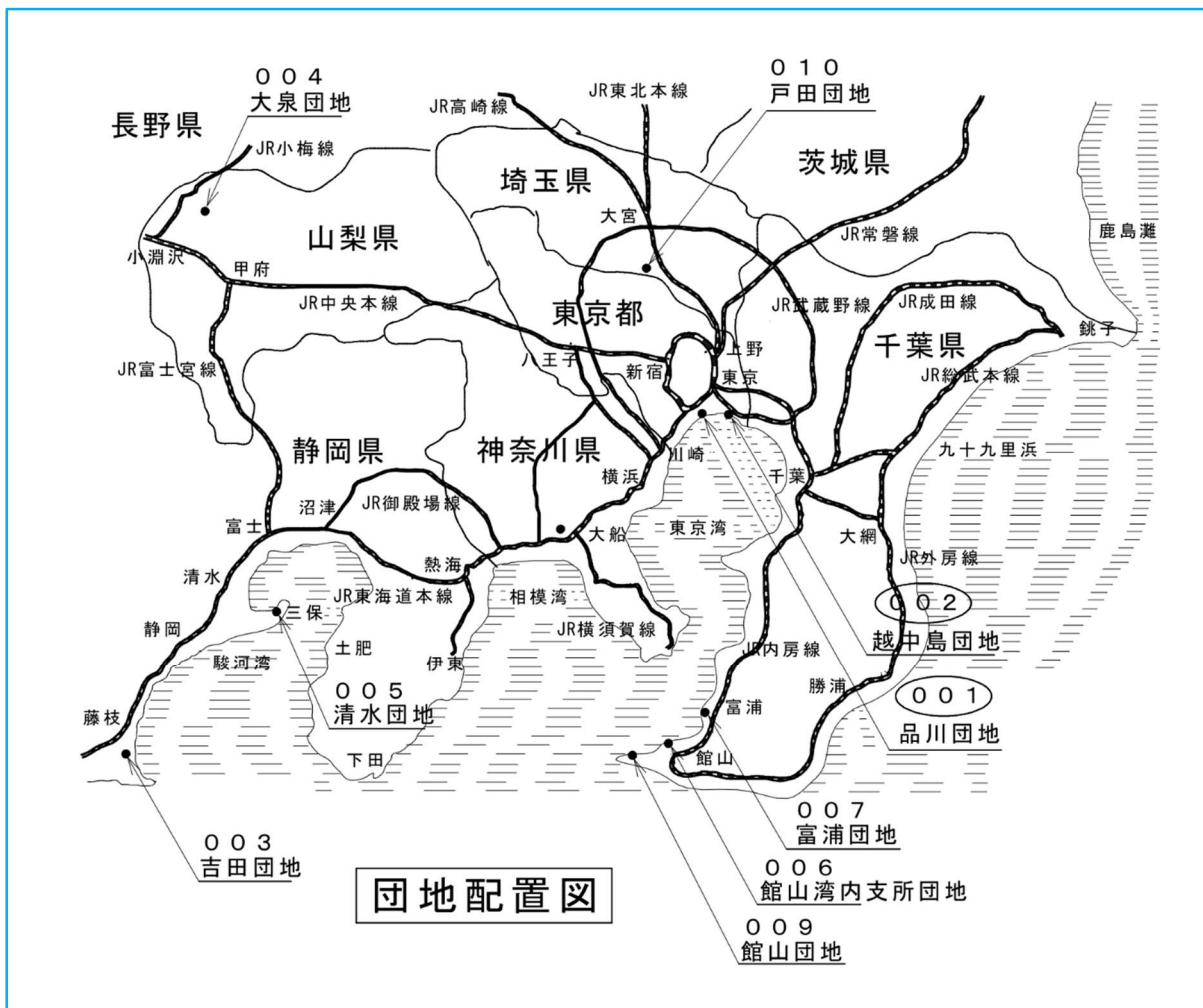 ００４
大泉団地
長野県
JR小梅線
０１０
戸田団地
JR東北本線
JR高崎線
埼玉県
茨城県
大宮
JR常磐線
鹿島灘
山梨県
小淵沢
甲府
JR中央本線
東京都
JR武蔵野線
JR成田線
銚子
千葉県
上野
八王子
新宿
東京
JR富士宮線
JR総武本線
静岡県
神奈川県
川崎
千葉
九十九里浜
横浜
沼津
JR御殿場線
富士
大船
東京湾
大網
JR外房線
熱海
清水
JR東海道本線
相模湾
００２
越中島団地
三保
静岡
土肥
JR横須賀線
JR内房線
駿河湾
伊東
勝浦
００５
清水団地
００１
品川団地
藤枝
富浦
下田
館山
００７
富浦団地
００３
吉田団地
００６
館山湾内支所団地
団地配置図
００９
館山団地